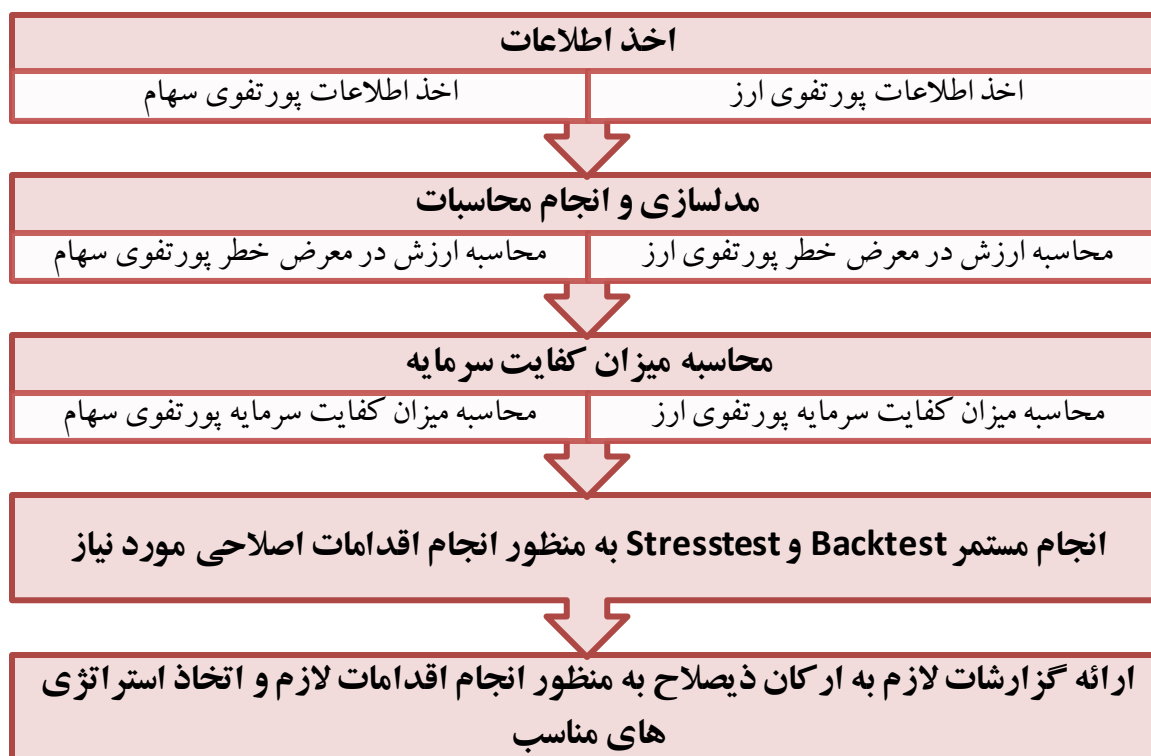 اخذ اطلاعات
اخذ اطلاعات پورتفوی ارز
اخذ اطلاعات پورتفوی سهام
مدلسازی و انجام محاسبات
محاسبه ارزش در معرض خطر پورتفوی ارز
محاسبه ارزش در معرض خطر پورتفوی سهام
محاسبه میزان کفایت سرمایه
محاسبه میزان کفایت سرمایه پورتفوی ارز
محاسبه میزان کفایت سرمایه پورتفوی سهام
انجام مستمر Backtest و Stresstest به منظور انجام اقدامات اصلاحی مورد نیاز
ارائه گزارشات لازم به ارکان ذیصلاح به منظور انجام اقدامات لازم و اتخاذ استراتژی
های مناسب